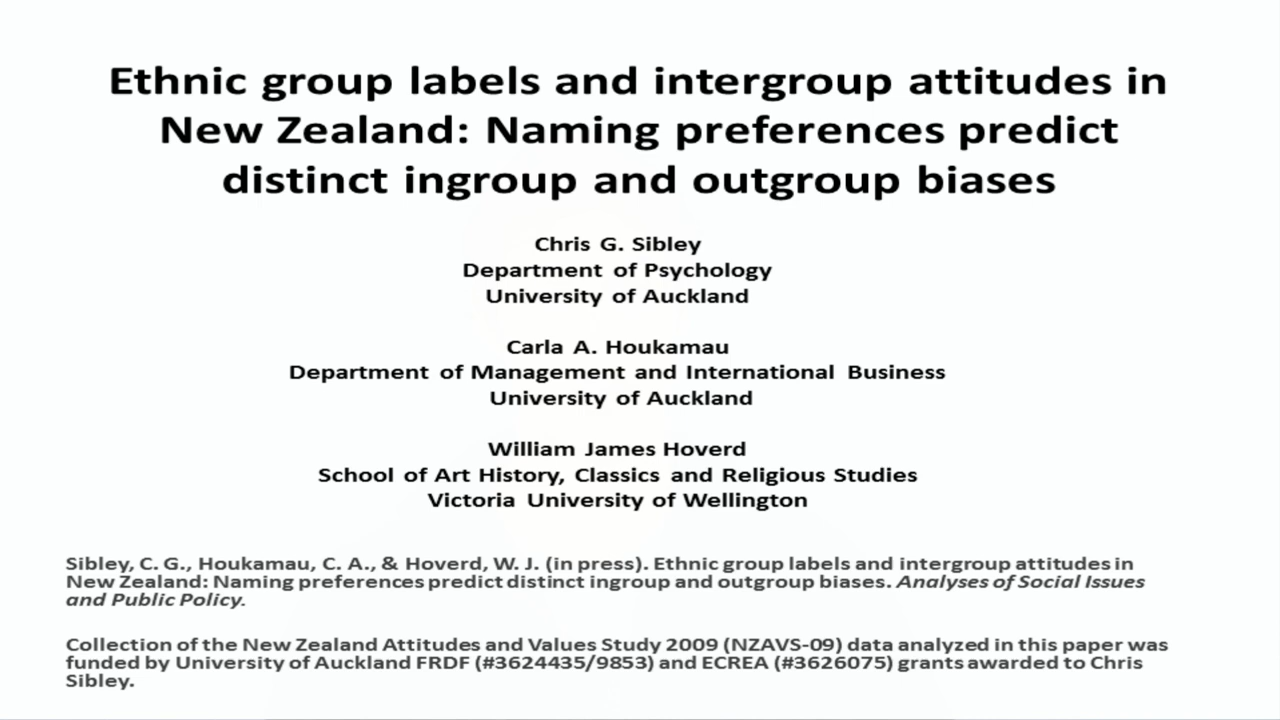 Ethnic group labels and intergroup attitudes in
New Zealand: Naming preferences predict
distinct ingroup and outgroup biases
Chris G. Sibley
Department of Psychology
University of Auckland
Carla A. Houkamau
Department of Management and International Business
University of Auckland
William James Hoverd
School of Art History, Classics and Religious Studies
Victoria University of Wellington
Sibley, C. G., Houkamau, C. A., & Hoverd, W. J. (in press). Ethnic group labels and intergroup attitudes in
New Zealand: Naming preferences predict distinct ingroup and outgroup biases. Analyses of Social Issues
and Public Policy.
Collection of the New Zealand Attitudes and Values Study 2009 (NZAVS-09) data analyzed in this paper was
funded by University of Auckland FRDF (#3624435/9853) and ECREA (#3626075) grants awarded to Chris
Sibley.